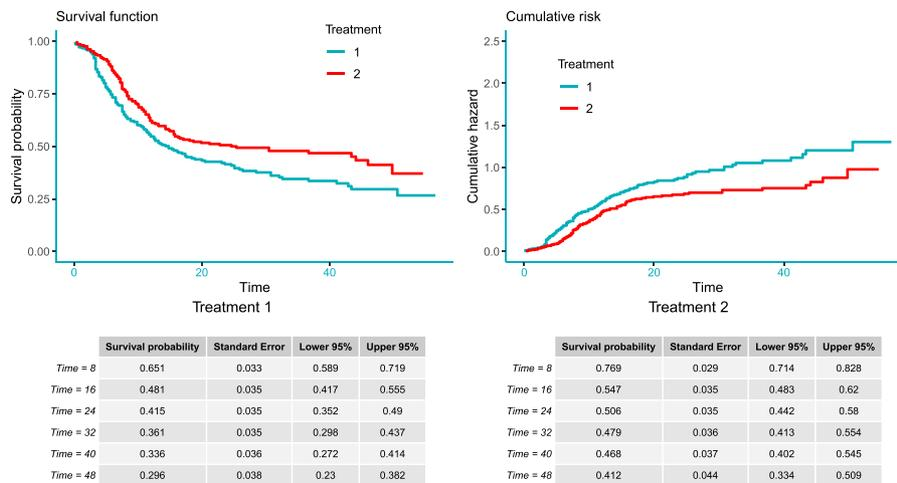 Survival function
Survival probability
1.00
0.75
0.50
0.25
0.00
Treatment
1
2
0 20 40
Time
Cumulative risk
Cumulative hazard
2.5
2.0
1.5
1.0
0.5
0.0
Treatment
1
2
0 20 40
Time
Treatment 1
Survival probability Standard Error Lower 95% Upper 95%
Time = 8 0.651 0.033 0.589 0.719
Time = 16 0.481 0.035 0.417 0.555
Time = 24 0.415 0.035 0.352 0.49
Time = 32 0.361 0.035 0.298 0.437
Time = 40 0.336 0.036 0.272 0.414
Time = 48 0.296 0.038 0.23 0.382
Treatment 2
Survival probability Standard Error Lower 95% Upper 95%
Time = 8 0.769 0.029 0.714 0.828
Time = 16 0.547 0.035 0.483 0.62
Time = 24 0.506 0.035 0.442 0.58
Time = 32 0.479 0.036 0.413 0.554
Time = 40 0.468 0.037 0.402 0.545
Time = 48 0.412 0.044 0.334 0.509